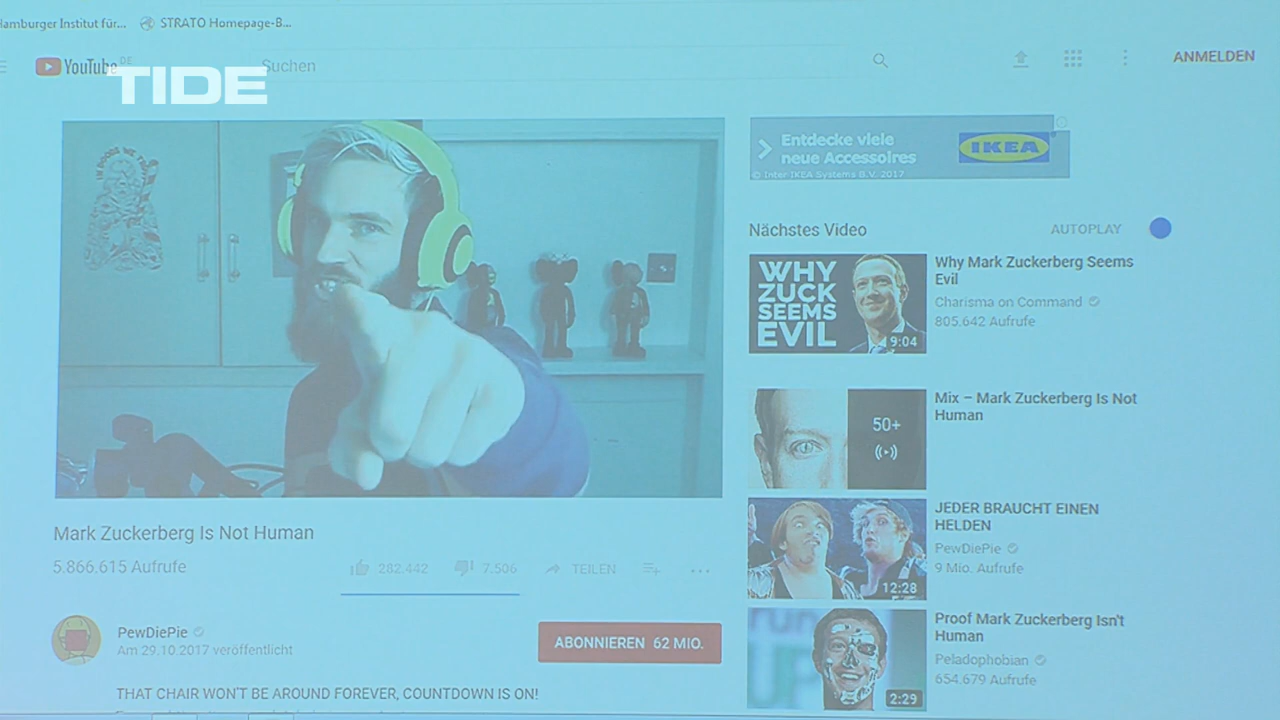 Hamburger Institut für...
STRATO Homepage-B...
YouTube DE
TIDE
Suchen
ANMELDEN
Entdecke viele
neue Accessoires
IKEA
© Inter IKEA Systems B.V. 2017
Nächstes Video
AUTOPLAY
WHY
ZUCK
SEEMS
EVIL
9:04
Why Mark Zuckerberg Seems
Evil
Charisma on Command
805.642 Aufrufe
50+
Mix – Mark Zuckerberg Is Not
Human
JEDER BRAUCHT EINEN
HELDEN
PewDiePie
9 Mio. Aufrufe
12:28
Proof Mark Zuckerberg Isn't
Human
Peladophobian
654.679 Aufrufe
2:29
Mark Zuckerberg Is Not Human
5.866.615 Aufrufe
282.442
7.506
TEILEN
PewDiePie
Am 29.10.2017 veröffentlicht
ABONNIEREN 62 MIO.
THAT CHAIR WON'T BE AROUND FOREVER, COUNTDOWN IS ON!